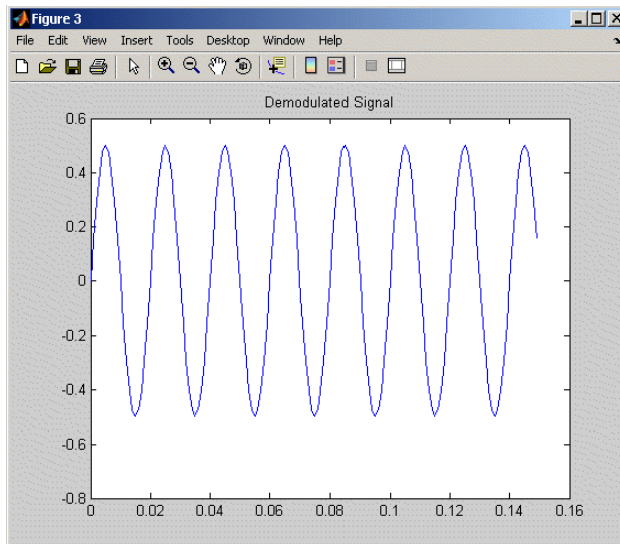 Figure 3
File Edit View Insert Tools Desktop Window Help
Demodulated Signal
0.6
0.4
0.2
0
-0.2
-0.4
-0.6
-0.8
0 0.02 0.04 0.06 0.08 0.1 0.12 0.14 0.16